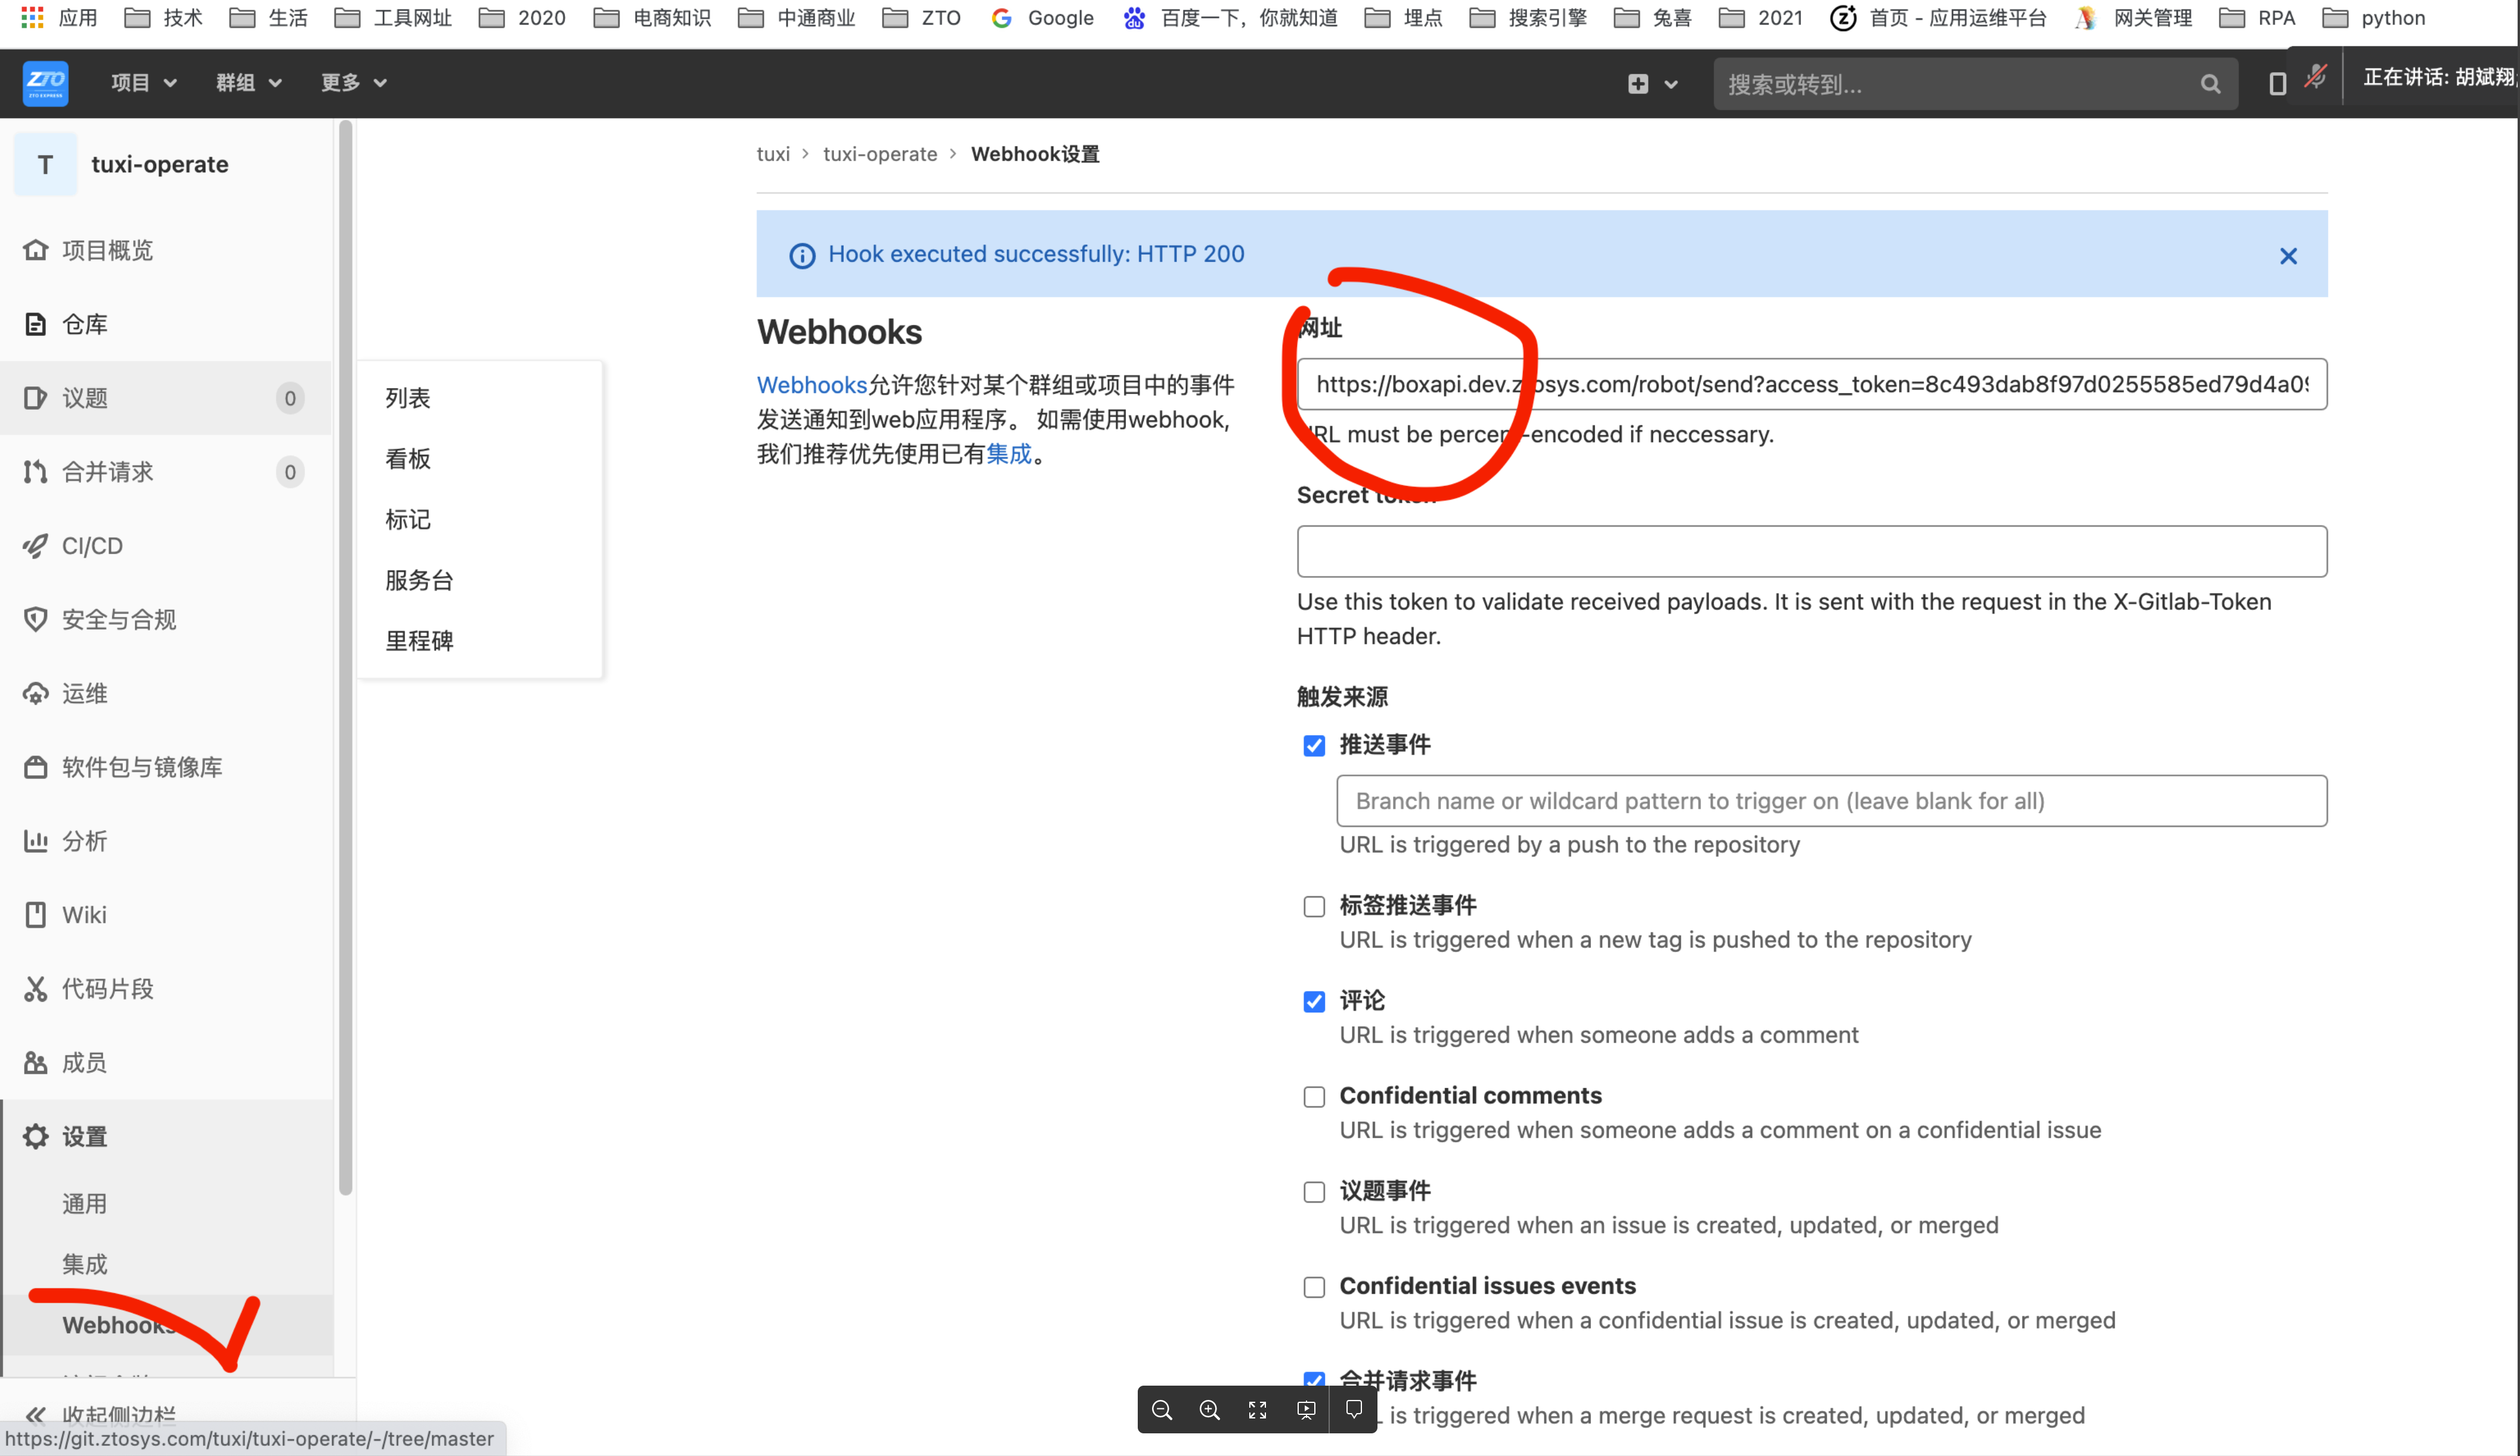 应用 技术 生活 工具网址 2020 电商知识 中通商业 ZTO Google 百度一下，你就知道 埋点 搜索引擎 兔喜 2021 首页 - 应用运维平台 网关管理 RPA python
ZTO
ZTO EXPRESS
项目 群组 更多 搜索或转到... 正在讲话: 胡斌翔;
T tuxi-operate
项目概览
仓库
议题 0
合并请求 0
CI/CD
安全与合规
运维
软件包与镜像库
分析
Wiki
代码片段
成员
设置
通用
集成
Webhooks
收起侧边栏
https://git.ztosys.com/tuxi/tuxi-operate/-/tree/master
列表
看板
标记
服务台
里程碑
tuxi > tuxi-operate > Webhook设置
Hook executed successfully: HTTP 200
Webhooks
Webhooks允许您针对某个群组或项目中的事件
发送通知到web应用程序。 如需使用webhook,
我们推荐优先使用已有集成。
网址
https://boxapi.dev.ztosys.com/robot/send?access_token=8c493dab8f97d0255585ed79d4a09
URL must be percent-encoded if neccessary.
Secret token
Use this token to validate received payloads. It is sent with the request in the X-Gitlab-Token
HTTP header.
触发来源
推送事件
Branch name or wildcard pattern to trigger on (leave blank for all)
URL is triggered by a push to the repository
标签推送事件
URL is triggered when a new tag is pushed to the repository
评论
URL is triggered when someone adds a comment
Confidential comments
URL is triggered when someone adds a comment on a confidential issue
议题事件
URL is triggered when an issue is created, updated, or merged
Confidential issues events
URL is triggered when a confidential issue is created, updated, or merged
合并请求事件
is triggered when a merge request is created, updated, or merged